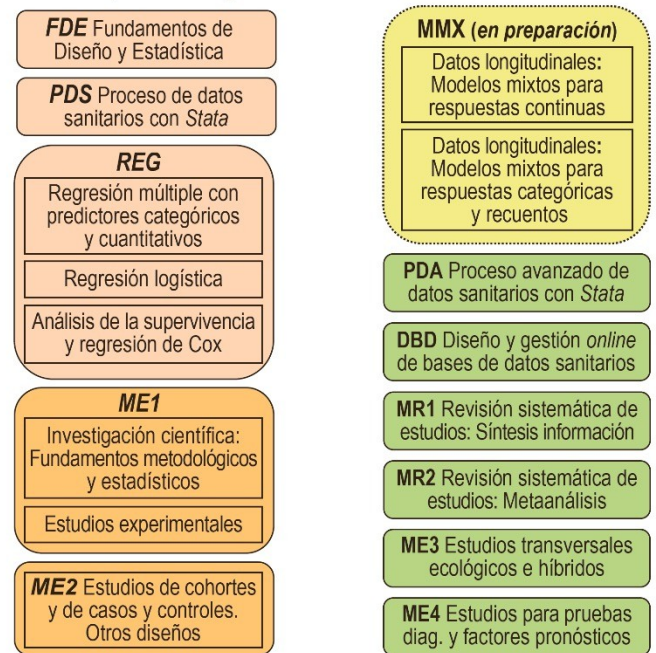 FDE Fundamentos de
Diseño y Estadística
PDS Proceso de datos
sanitarios con Stata
REG
Regresión múltiple con
predictores categóricos
y cuantitativos
Regresión logística
Análisis de la supervivencia
y regresión de Cox
ME1
Investigación científica:
Fundamentos metodológicos
y estadísticos
Estudios experimentales
ME2 Estudios de cohortes
y de casos y controles.
Otros diseños
MMX (en preparación)
Datos longitudinales:
Modelos mixtos para
respuestas continuas
Datos longitudinales:
Modelos mixtos para
respuestas categóricas
y recuentos
PDA Proceso avanzado de
datos sanitarios con Stata
DBD Diseño y gestión online
de bases de datos sanitarios
MR1 Revisión sistemática de
estudios: Síntesis información
MR2 Revisión sistemática de
estudios: Metaanálisis
ME3 Estudios transversales
ecológicos e híbridos
ME4 Estudios para pruebas
diag. y factores pronósticos